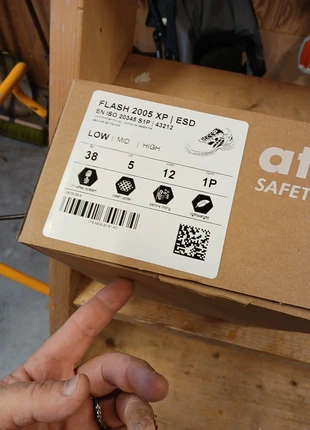 FLASH 2005 XP | ESD
EN ISO 20345 S1P | 43212
LOW | MID | HIGH
38 5 12 1P
at
SAFET